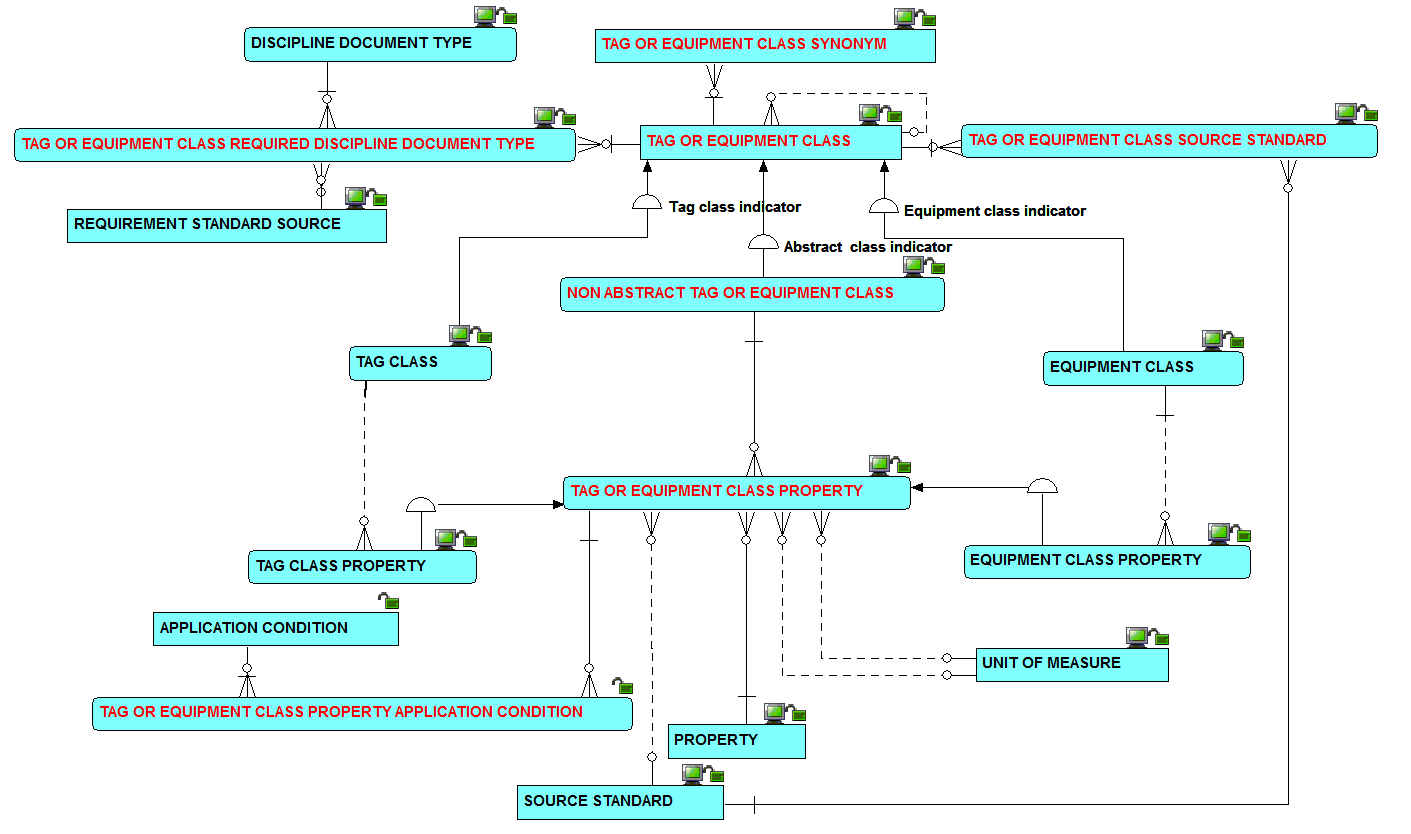 DISCIPLINE DOCUMENT TYPE
TAG OR EQUIPMENT CLASS SYNONYM
TAG OR EQUIPMENT CLASS REQUIRED DISCIPLINE DOCUMENT TYPE
TAG OR EQUIPMENT CLASS
TAG OR EQUIPMENT CLASS SOURCE STANDARD
REQUIREMENT STANDARD SOURCE
Tag class indicator
Equipment class indicator
Abstract class indicator
NON ABSTRACT TAG OR EQUIPMENT CLASS
TAG CLASS
EQUIPMENT CLASS
TAG OR EQUIPMENT CLASS PROPERTY
TAG CLASS PROPERTY
EQUIPMENT CLASS PROPERTY
APPLICATION CONDITION
UNIT OF MEASURE
TAG OR EQUIPMENT CLASS PROPERTY APPLICATION CONDITION
PROPERTY
SOURCE STANDARD